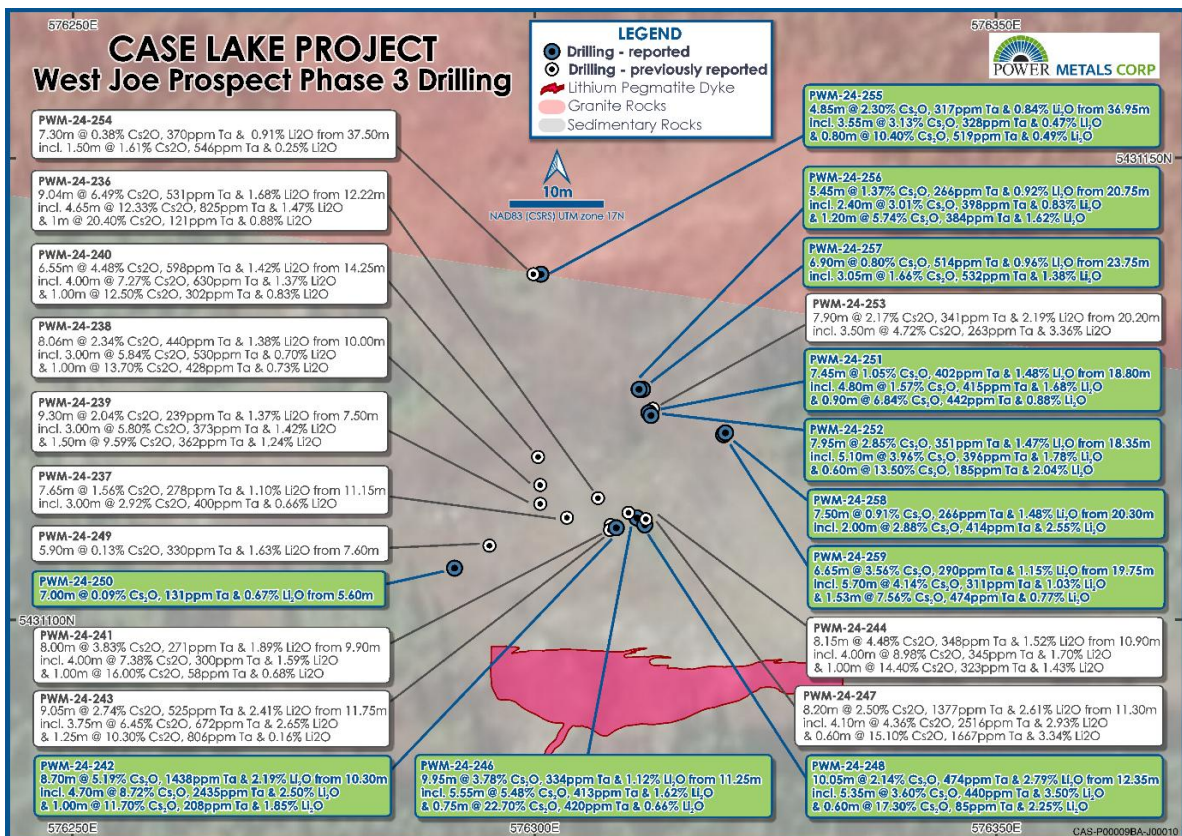 576250E
576350E
CASE LAKE PROJECT
West Joe Prospect Phase 3 Drilling
LEGEND
Drilling - reported
Drilling - previously reported
Lithium Pegmatite Dyke
Granite Rocks
Sedimentary Rocks
POWER METALS CORP
10m
NAD83 (CSRS) UTM zone 17N
5431150N
PWM-24-254
7.30m @ 0.38% Cs2O, 370ppm Ta & 0.91% Li2O from 37.50m
incl. 1.50m @ 1.61% Cs2O, 546ppm Ta & 0.25% Li2O
PWM-24-236
9.04m @ 6.49% Cs2O, 531ppm Ta & 1.68% Li2O from 12.22m
incl. 4.65m @ 12.33% Cs2O, 825ppm Ta & 1.47% Li2O
& 1m @ 20.40% Cs2O, 121ppm Ta & 0.88% Li2O
PWM-24-240
6.55m @ 4.48% Cs2O, 598ppm Ta & 1.42% Li2O from 14.25m
incl. 4.00m @ 7.27% Cs2O, 630ppm Ta & 1.37% Li2O
& 1.00m @ 12.50% Cs2O, 302ppm Ta & 0.83% Li2O
PWM-24-238
8.06m @ 2.34% Cs2O, 440ppm Ta & 1.38% Li2O from 10.00m
incl. 3.00m @ 5.84% Cs2O, 530ppm Ta & 0.70% Li2O
& 1.00m @ 13.70% Cs2O, 428ppm Ta & 0.73% Li2O
PWM-24-239
9.30m @ 2.04% Cs2O, 239ppm Ta & 1.37% Li2O from 7.50m
incl. 3.00m @ 5.80% Cs2O, 373ppm Ta & 1.42% Li2O
& 1.50m @ 9.59% Cs2O, 362ppm Ta & 1.24% Li2O
PWM-24-237
7.65m @ 1.56% Cs2O, 278ppm Ta & 1.10% Li2O from 11.15m
incl. 3.00m @ 2.92% Cs2O, 400ppm Ta & 0.66% Li2O
PWM-24-249
5.90m @ 0.13% Cs2O, 330ppm Ta & 1.63% Li2O from 7.60m
PWM-24-250
7.00m @ 0.09% Cs₂O, 131ppm Ta & 0.67% Li₂O from 5.60m
5431100N
PWM-24-241
8.00m @ 3.83% Cs2O, 271ppm Ta & 1.89% Li2O from 9.90m
incl. 4.00m @ 7.38% Cs2O, 300ppm Ta & 1.59% Li2O
& 1.00m @ 16.00% Cs2O, 58ppm Ta & 0.68% Li2O
PWM-24-243
9.05m @ 2.74% Cs2O, 525ppm Ta & 2.41% Li2O from 11.75m
incl. 3.75m @ 6.45% Cs2O, 672ppm Ta & 2.65% Li2O
& 1.25m @ 10.30% Cs2O, 806ppm Ta & 0.16% Li2O
PWM-24-242
8.70m @ 5.19% Cs₂O, 1438ppm Ta & 2.19% Li₂O from 10.30m
incl. 4.70m @ 8.72% Cs₂O, 2435ppm Ta & 2.50% Li₂O
& 1.00m @ 11.70% Cs₂O, 208ppm Ta & 1.85% Li₂O
PWM-24-246
9.95m @ 3.78% Cs₂O, 334ppm Ta & 1.12% Li₂O from 11.25m
incl. 5.55m @ 5.48% Cs₂O, 413ppm Ta & 1.62% Li₂O
& 0.75m @ 22.70% Cs₂O, 420ppm Ta & 0.66% Li₂O
PWM-24-255
4.85m @ 2.30% Cs₂O, 317ppm Ta & 0.84% Li₂O from 36.95m
incl. 3.55m @ 3.13% Cs₂O, 328ppm Ta & 0.47% Li₂O
& 0.80m @ 10.40% Cs₂O, 519ppm Ta & 0.49% Li₂O
PWM-24-256
5.45m @ 1.37% Cs₂O, 266ppm Ta & 0.92% Li₂O from 20.75m
incl. 2.40m @ 3.01% Cs₂O, 398ppm Ta & 0.83% Li₂O
& 1.20m @ 5.74% Cs₂O, 384ppm Ta & 1.62% Li₂O
PWM-24-257
6.90m @ 0.80% Cs₂O, 514ppm Ta & 0.96% Li₂O from 23.75m
incl. 3.05m @ 1.66% Cs₂O, 532ppm Ta & 1.38% Li₂O
PWM-24-253
7.90m @ 2.17% Cs2O, 341ppm Ta & 2.19% Li2O from 20.20m
incl. 3.50m @ 4.72% Cs2O, 263ppm Ta & 3.36% Li2O
PWM-24-251
7.45m @ 1.05% Cs₂O, 402ppm Ta & 1.48% Li₂O from 18.80m
incl. 4.80m @ 1.57% Cs₂O, 415ppm Ta & 1.68% Li₂O
& 0.90m @ 6.84% Cs₂O, 442ppm Ta & 0.88% Li₂O
PWM-24-252
7.95m @ 2.85% Cs₂O, 351ppm Ta & 1.47% Li₂O from 18.35m
incl. 5.10m @ 3.96% Cs₂O, 396ppm Ta & 1.78% Li₂O
& 0.60m @ 13.50% Cs₂O, 185ppm Ta & 2.04% Li₂O
PWM-24-258
7.50m @ 0.91% Cs₂O, 266ppm Ta & 1.48% Li₂O from 20.30m
incl. 2.00m @ 2.88% Cs₂O, 414ppm Ta & 2.55% Li₂O
PWM-24-259
6.65m @ 3.56% Cs₂O, 290ppm Ta & 1.15% Li₂O from 19.75m
incl. 5.70m @ 4.14% Cs₂O, 311ppm Ta & 1.03% Li₂O
& 1.53m @ 7.56% Cs₂O, 474ppm Ta & 0.77% Li₂O
PWM-24-244
8.15m @ 4.48% Cs2O, 348ppm Ta & 1.52% Li2O from 10.90m
incl. 4.00m @ 8.98% Cs2O, 345ppm Ta & 1.70% Li2O
& 1.00m @ 14.40% Cs2O, 323ppm Ta & 1.43% Li2O
PWM-24-247
8.20m @ 2.50% Cs2O, 1377ppm Ta & 2.61% Li2O from 11.30m
incl. 4.10m @ 4.36% Cs2O, 2516ppm Ta & 2.93% Li2O
& 0.60m @ 15.10% Cs2O, 1667ppm Ta & 3.34% Li2O
PWM-24-248
10.05m @ 2.14% Cs₂O, 474ppm Ta & 2.79% Li₂O from 12.35m
incl. 5.35m @ 3.60% Cs₂O, 440ppm Ta & 3.50% Li₂O
& 0.60m @ 17.30% Cs₂O, 85ppm Ta & 2.25% Li₂O
576250E
576300E
576350E
CAS-P00009BA-J00010